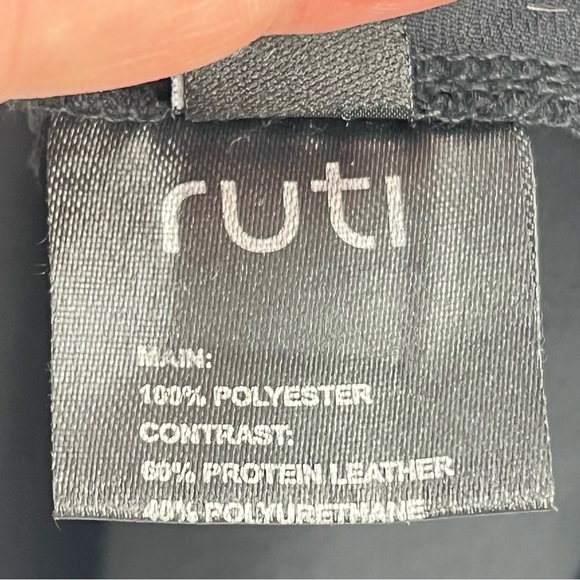 ruti
MAIN:
100% POLYESTER
CONTRAST:
60% PROTEIN LEATHER
40% POLYURETHANE